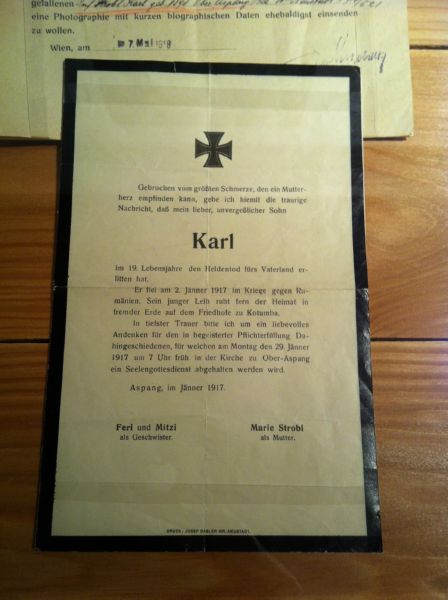 gefallenen
eine Photographie mit kurzen biographischen Daten ehebaldigst einsenden
zu wollen.
Wien, am 7. Mai 1918
Gebrochen vom größten Schmerze, den ein Mutter-
herz empfinden kann, gebe ich hiemit die traurige
Nachricht, daß mein lieber, unvergeßlicher Sohn
Karl
im 19. Lebensjahre den Heldentod fürs Vaterland er-
litten hat.
Er fiel am 2. Jänner 1917 im Kriege gegen Ru-
mänien. Sein junger Leib ruht fern der Heimat in
fremder Erde auf dem Friedhofe zu Kotumba.
In tiefster Trauer bitte ich um ein liebevolles
Andenken für den in begeisterter Pflichterfüllung Da-
hingeschiedenen, für welchen am Montag den 29. Jänner
1917 um 7 Uhr früh in der Kirche zu Ober-Aspang
ein Seelengottesdienst abgehalten werden wird.
Aspang, im Jänner 1917.
Feri und Mitzi
als Geschwister.
Marie Strobl
als Mutter.
DRUCK: JOSEF DABLER WR.-NEUSTADT.